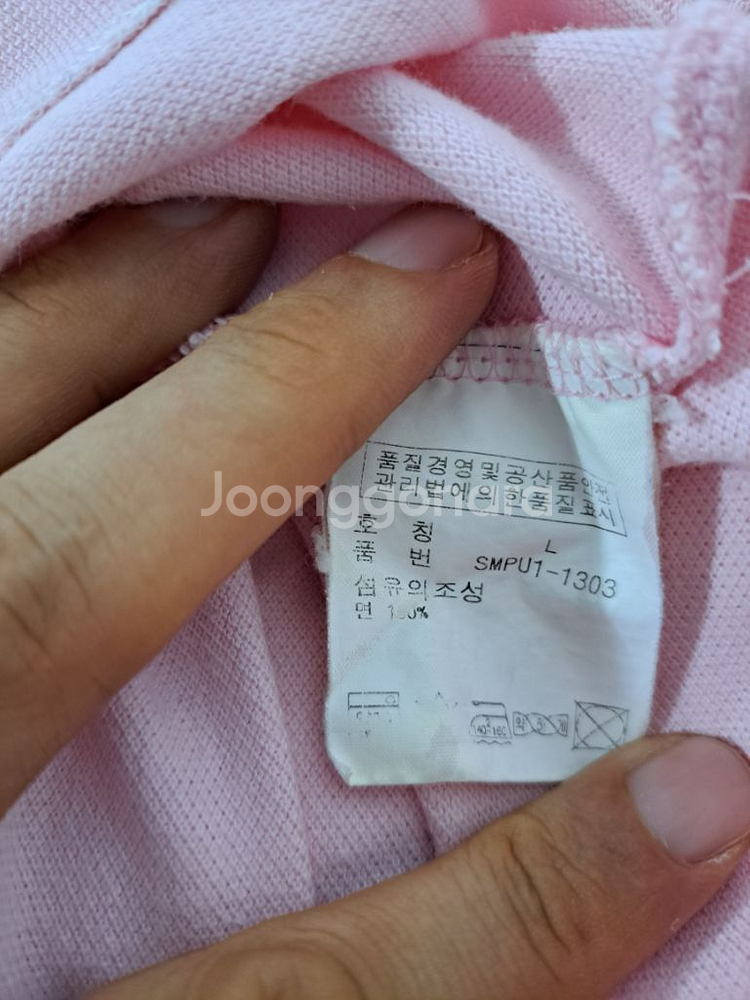 품질경영및공산품안전
관리법에의한품질표시
Joonggonara
호 칭 L
품 번 SMPU1-1303
섬유의조성
면 100%